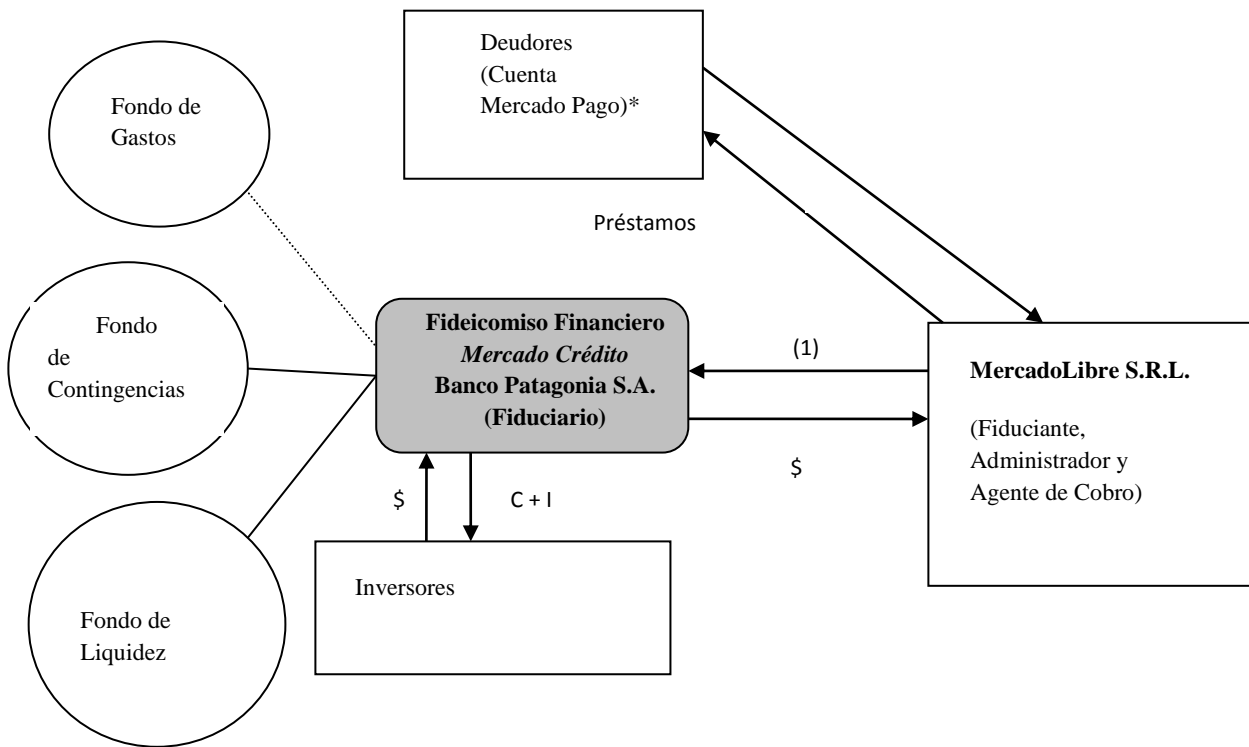 Deudores
(Cuenta
Mercado Pago)*
Fondo de
Gastos
Préstamos
Fondo
de
Contingencias
Fideicomiso Financiero
Mercado Crédito
Banco Patagonia S.A.
(Fiduciario)
(1)
$
MercadoLibre S.R.L.
(Fiduciante,
Administrador y
Agente de Cobro)
$
C + I
Inversores
Fondo de
Liquidez